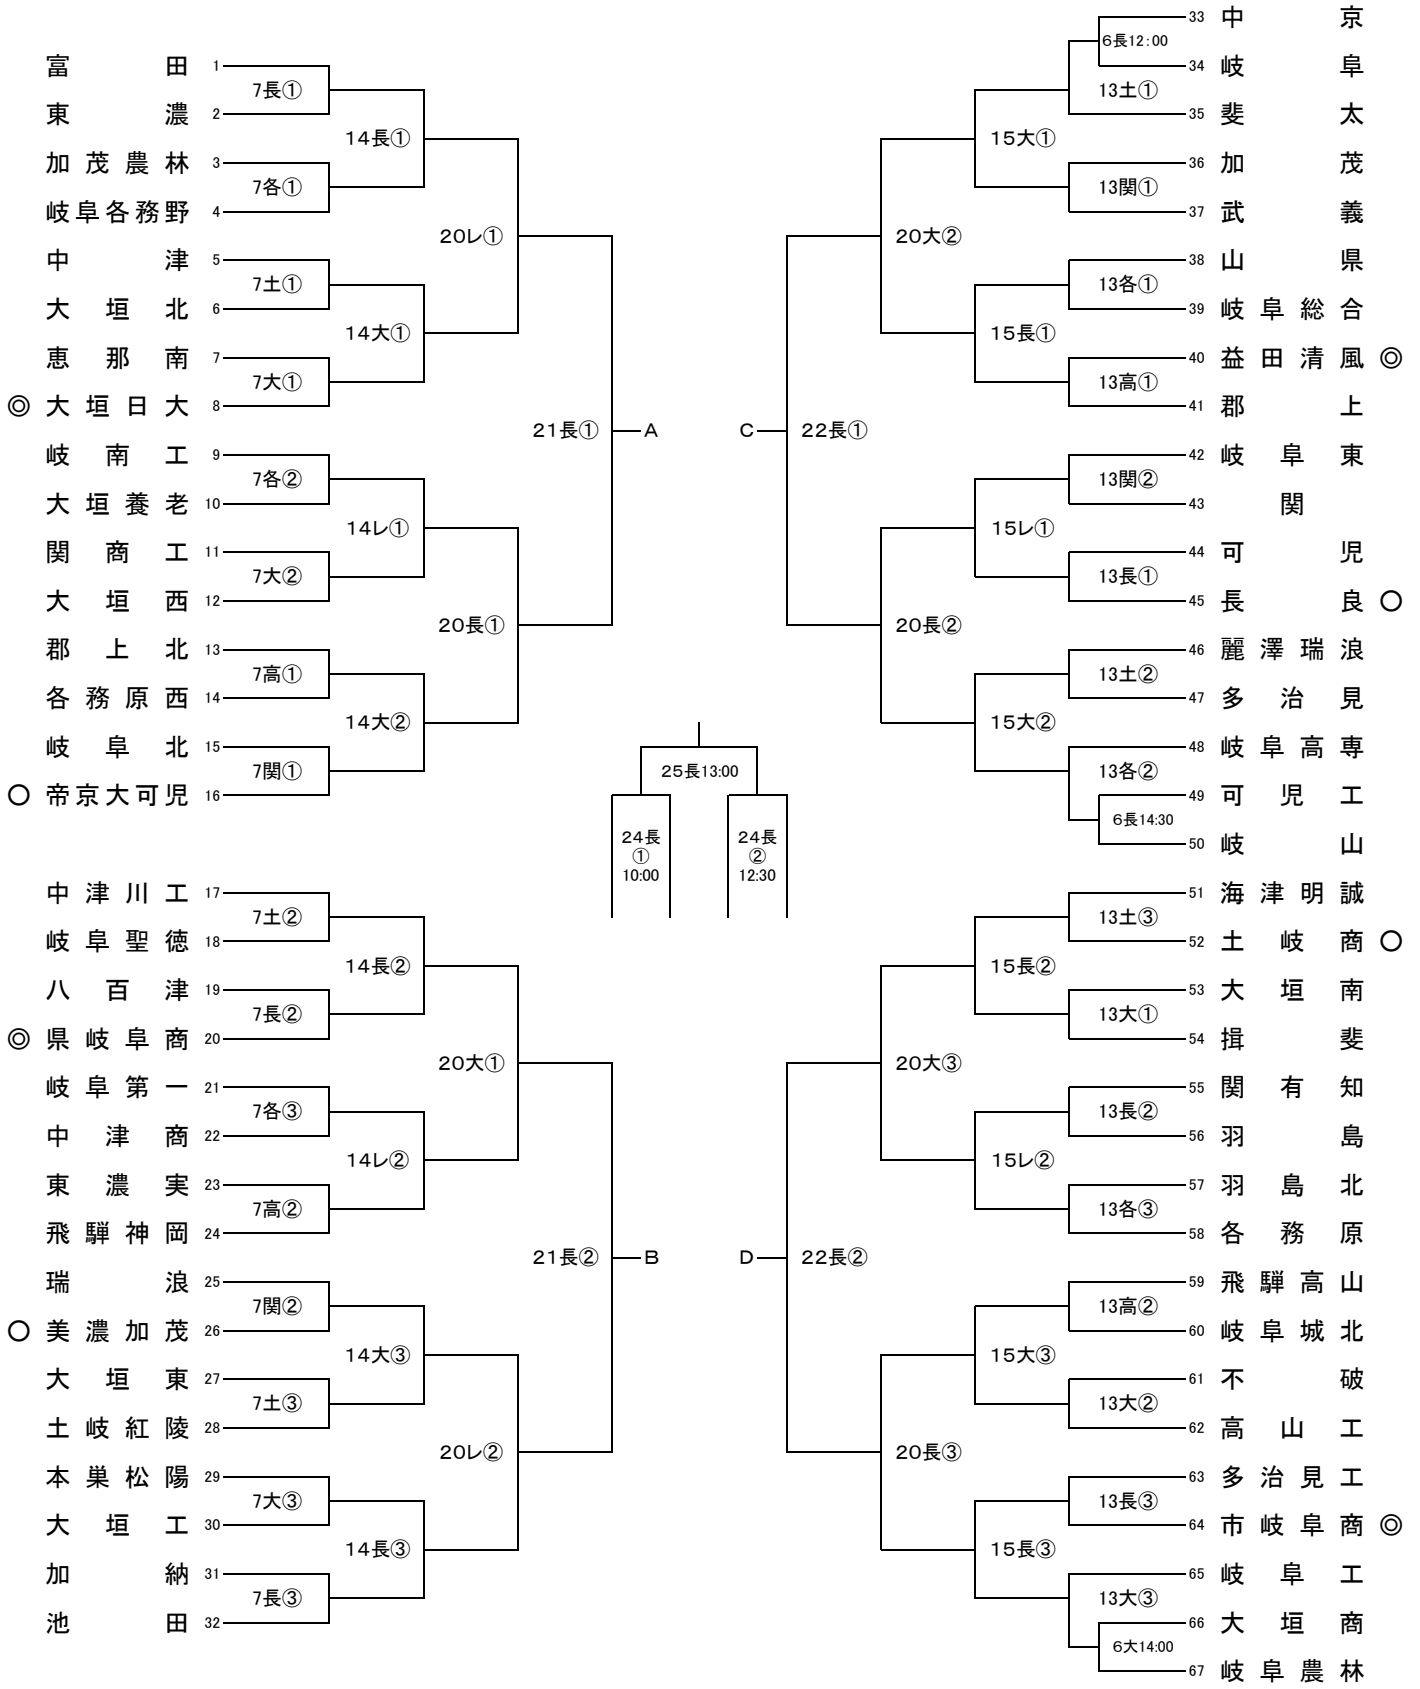 富田 1
7長①
東濃 2
14長①
加茂農林 3
7各①
岐阜各務野 4
20レ①
中津 5
7土①
大垣北 6
14大①
恵那南 7
7大①
◎ 大垣日大 8
21長① A
岐南工 9
7各②
大垣養老 10
14レ①
関商工 11
7大②
大垣西 12
20長①
郡上北 13
7高①
各務原西 14
14大②
岐阜北 15
7関①
○ 帝京大可児 16
中津川工 17
7土②
岐阜聖徳 18
14長②
八百津 19
7長②
◎ 県岐阜商 20
20大①
岐阜第一 21
7各③
中津商 22
14レ②
東濃実 23
7高②
飛騨神岡 24
21長② B
瑞浪 25
7関②
○ 美濃加茂 26
14大③
大垣東 27
7土③
土岐紅陵 28
20レ②
本巣松陽 29
7大③
大垣工 30
14長③
加納 31
7長③
池田 32
25長13:00
24長
①
10:00
24長
②
12:30
33 中京
6長12:00
34 岐阜
13土①
35 斐太
15大①
36 加茂
13関①
37 武義
20大②
38 山県
13各①
39 岐阜総合
15長①
40 益田清風 ◎
13高①
41 郡上
C 22長①
42 岐阜東
13関②
43 関
15レ①
44 可児
13長①
45 長良 ○
20長②
46 麗澤瑞浪
13土②
47 多治見
15大②
48 岐阜高専
13各②
49 可児工
6長14:30
50 岐山
51 海津明誠
13土③
52 土岐商 ○
15長②
53 大垣南
13大①
54 揖斐
20大③
55 関有知
13長②
56 羽島
15レ②
57 羽島北
13各③
58 各務原
D 22長②
59 飛騨高山
13高②
60 岐阜城北
15大③
61 不破
13大②
62 高山工
20長③
63 多治見工
13長③
64 市岐阜商 ◎
15長③
65 岐阜工
13大③
66 大垣商
6大14:00
67 岐阜農林